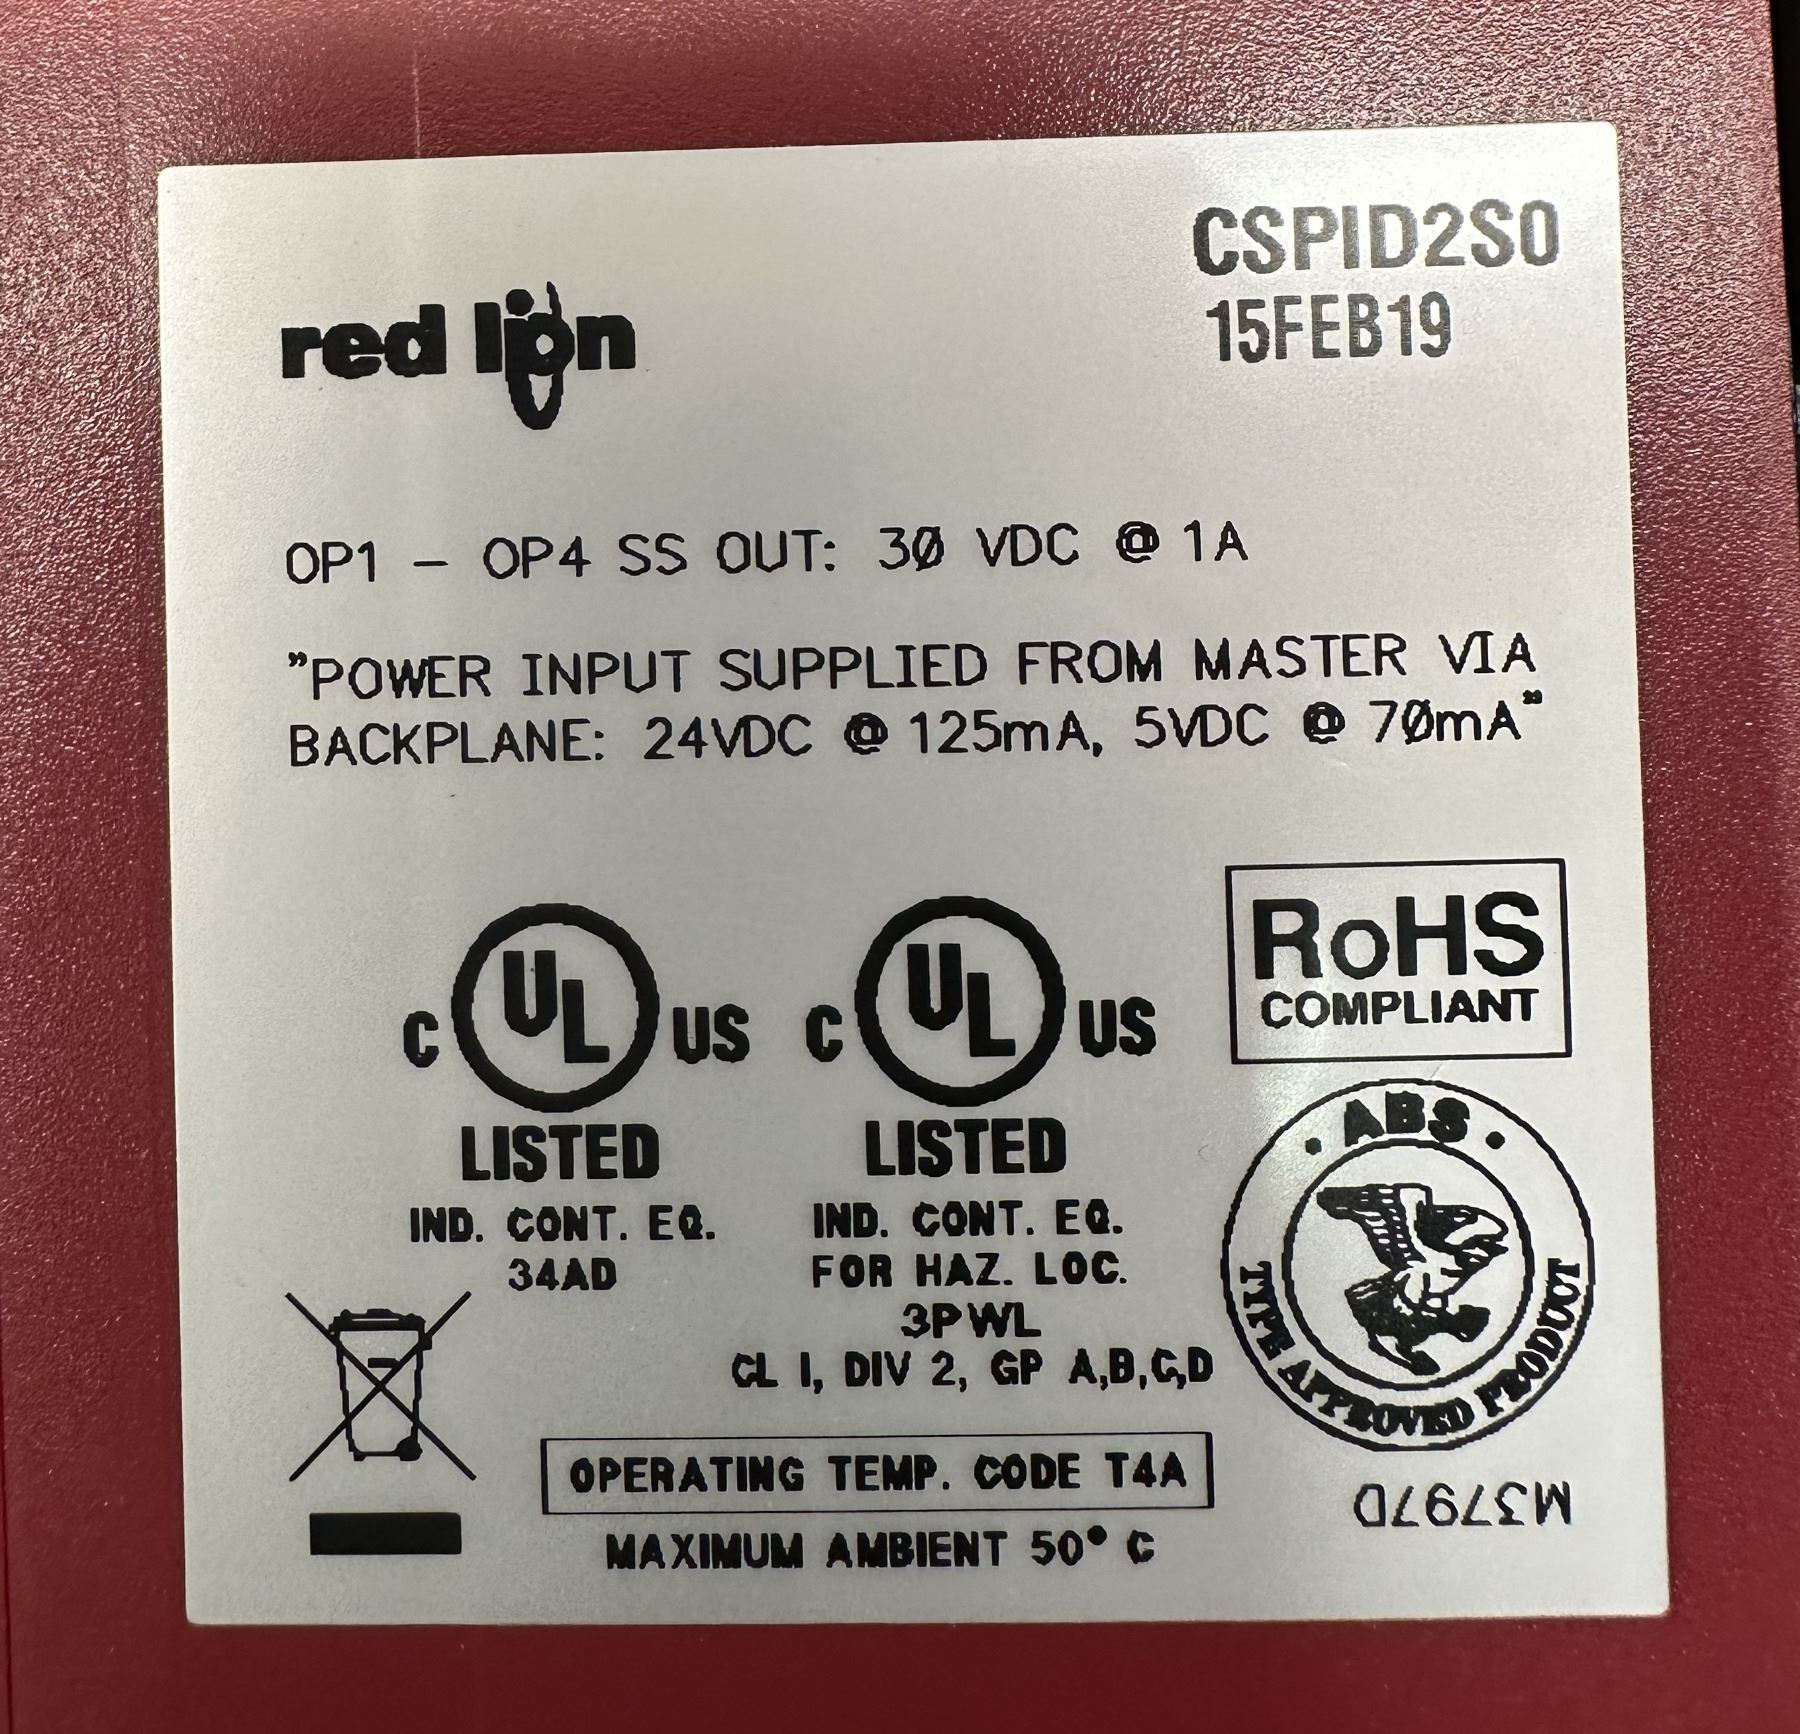 CSPID2S0
15FEB19
red lion
OP1 - OP4 SS OUT: 30 VDC @ 1A
"POWER INPUT SUPPLIED FROM MASTER VIA
BACKPLANE: 24VDC @ 125mA, 5VDC @ 70mA"
C UL US
LISTED
IND. CONT. EQ.
34AD
C UL US
LISTED
IND. CONT. EQ.
FOR HAZ. LOC.
3PWL
CL I, DIV 2, GP A,B,C,D
RoHS
COMPLIANT
• ABS •
TYPE APPROVED PRODUCT
OPERATING TEMP. CODE T4A
MAXIMUM AMBIENT 50° C
M3797D